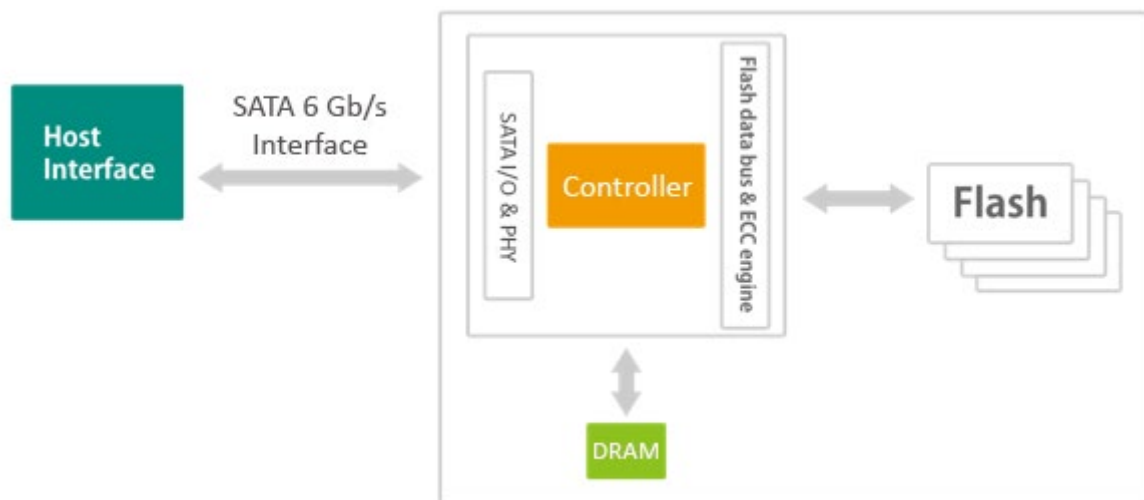 Host
Interface
SATA 6 Gb/s
Interface
SATA I/O & PHY
Controller
Flash data bus & ECC engine
Flash
DRAM